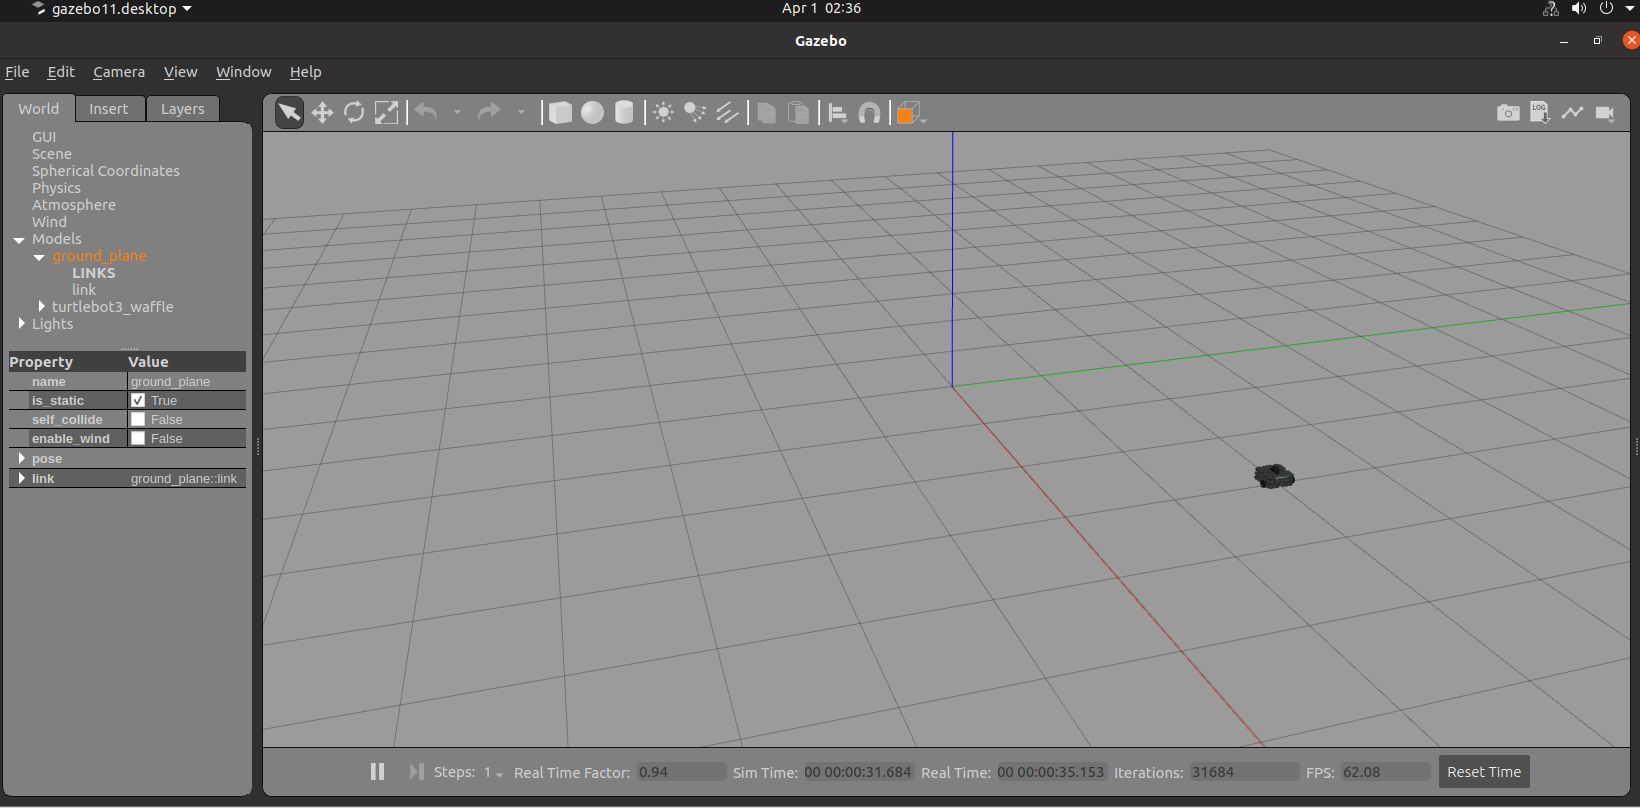 gazebo11.desktop
Apr 1 02:36
Gazebo
File Edit Camera View Window Help
World Insert Layers
LOG
GUI
Scene
Spherical Coordinates
Physics
Atmosphere
Wind
Models
ground_plane
LINKS
link
turtlebot3_waffle
Lights
Property Value
name ground_plane
is_static True
self_collide False
enable_wind False
pose
link ground_plane::link
Steps: 1 Real Time Factor: 0.94 Sim Time: 00 00:00:31.684 Real Time: 00 00:00:35.153 Iterations: 31684 FPS: 62.08 Reset Time